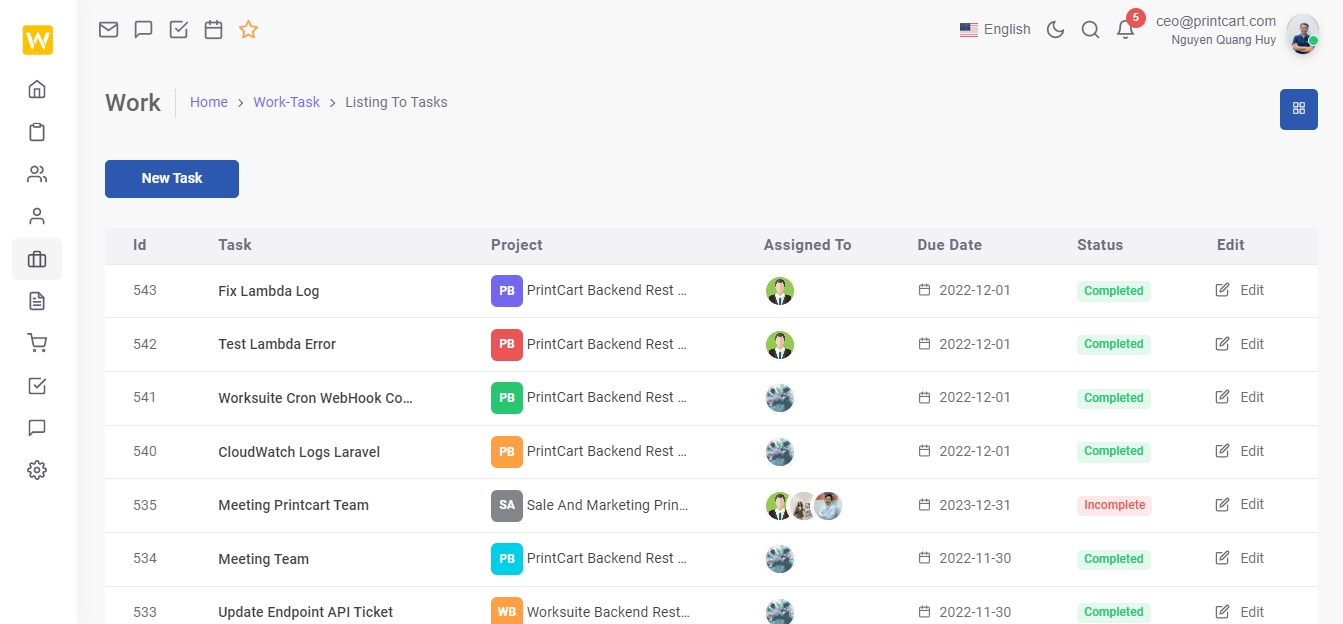 W
English
5
ceo@printcart.com
Nguyen Quang Huy
Work
Home > Work-Task > Listing To Tasks
New Task
Id Task Project Assigned To Due Date Status Edit
543 Fix Lambda Log PB PrintCart Backend Rest ... 2022-12-01 Completed Edit
542 Test Lambda Error PB PrintCart Backend Rest ... 2022-12-01 Completed Edit
541 Worksuite Cron WebHook Co... PB PrintCart Backend Rest ... 2022-12-01 Completed Edit
540 CloudWatch Logs Laravel PB PrintCart Backend Rest ... 2022-12-01 Completed Edit
535 Meeting Printcart Team SA Sale And Marketing Prin... 2023-12-31 Incomplete Edit
534 Meeting Team PB PrintCart Backend Rest ... 2022-11-30 Completed Edit
533 Update Endpoint API Ticket WB Worksuite Backend Rest... 2022-11-30 Completed Edit